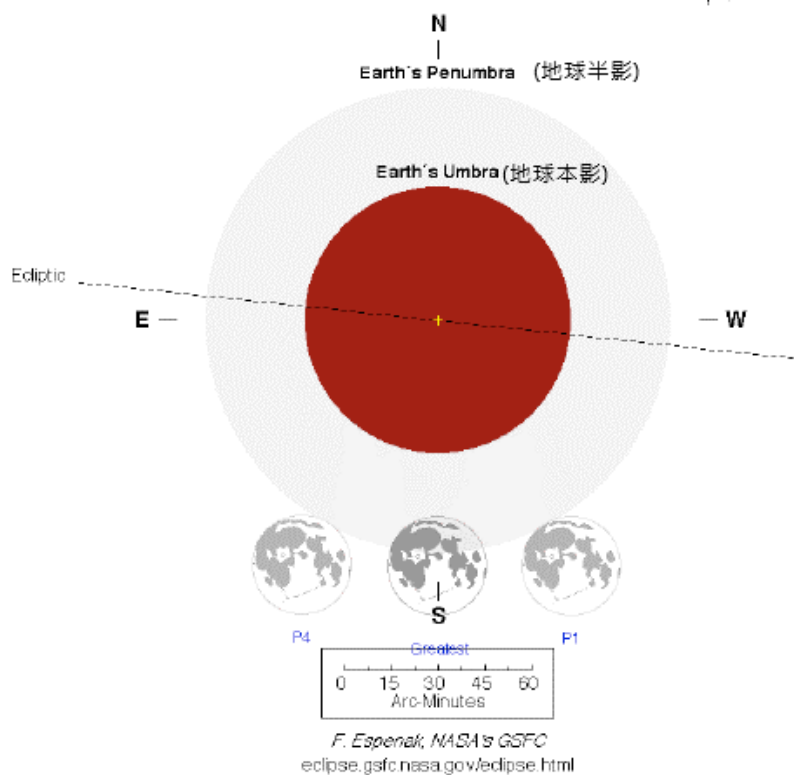 N
Earth's Penumbra (地球半影)
Earth's Umbra (地球本影)
Ecliptic
E
W
S
P4
Greatest
P1
0 15 30 45 60
Arc-Minutes
F. Espenak, NASA's GSFC
eclipse.gsfc.nasa.gov/eclipse.html